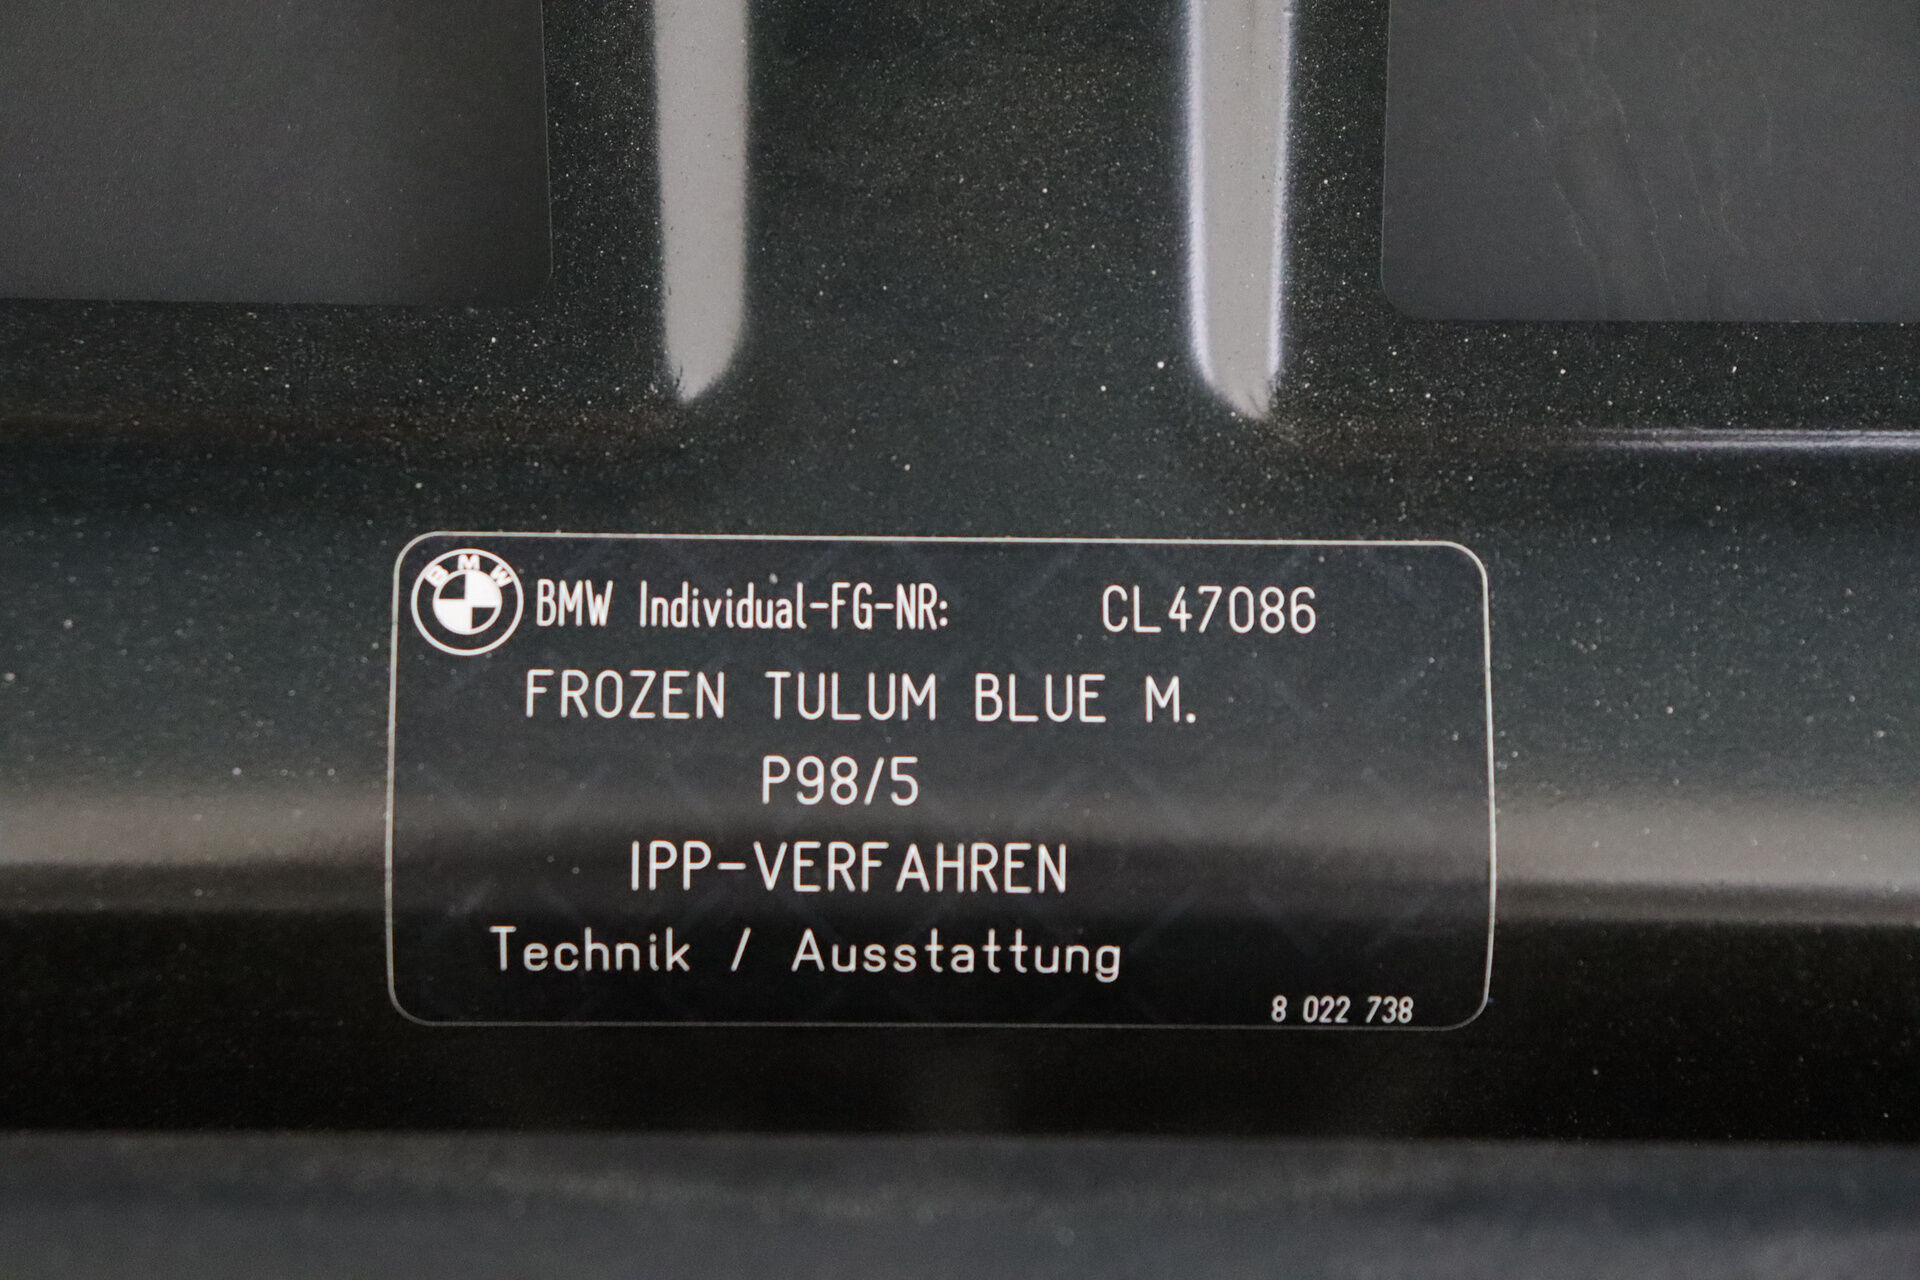 BMW BMW Individual-FG-NR: CL47086
FROZEN TULUM BLUE M.
P98/5
IPP-VERFAHREN
Technik / Ausstattung
8 022 738